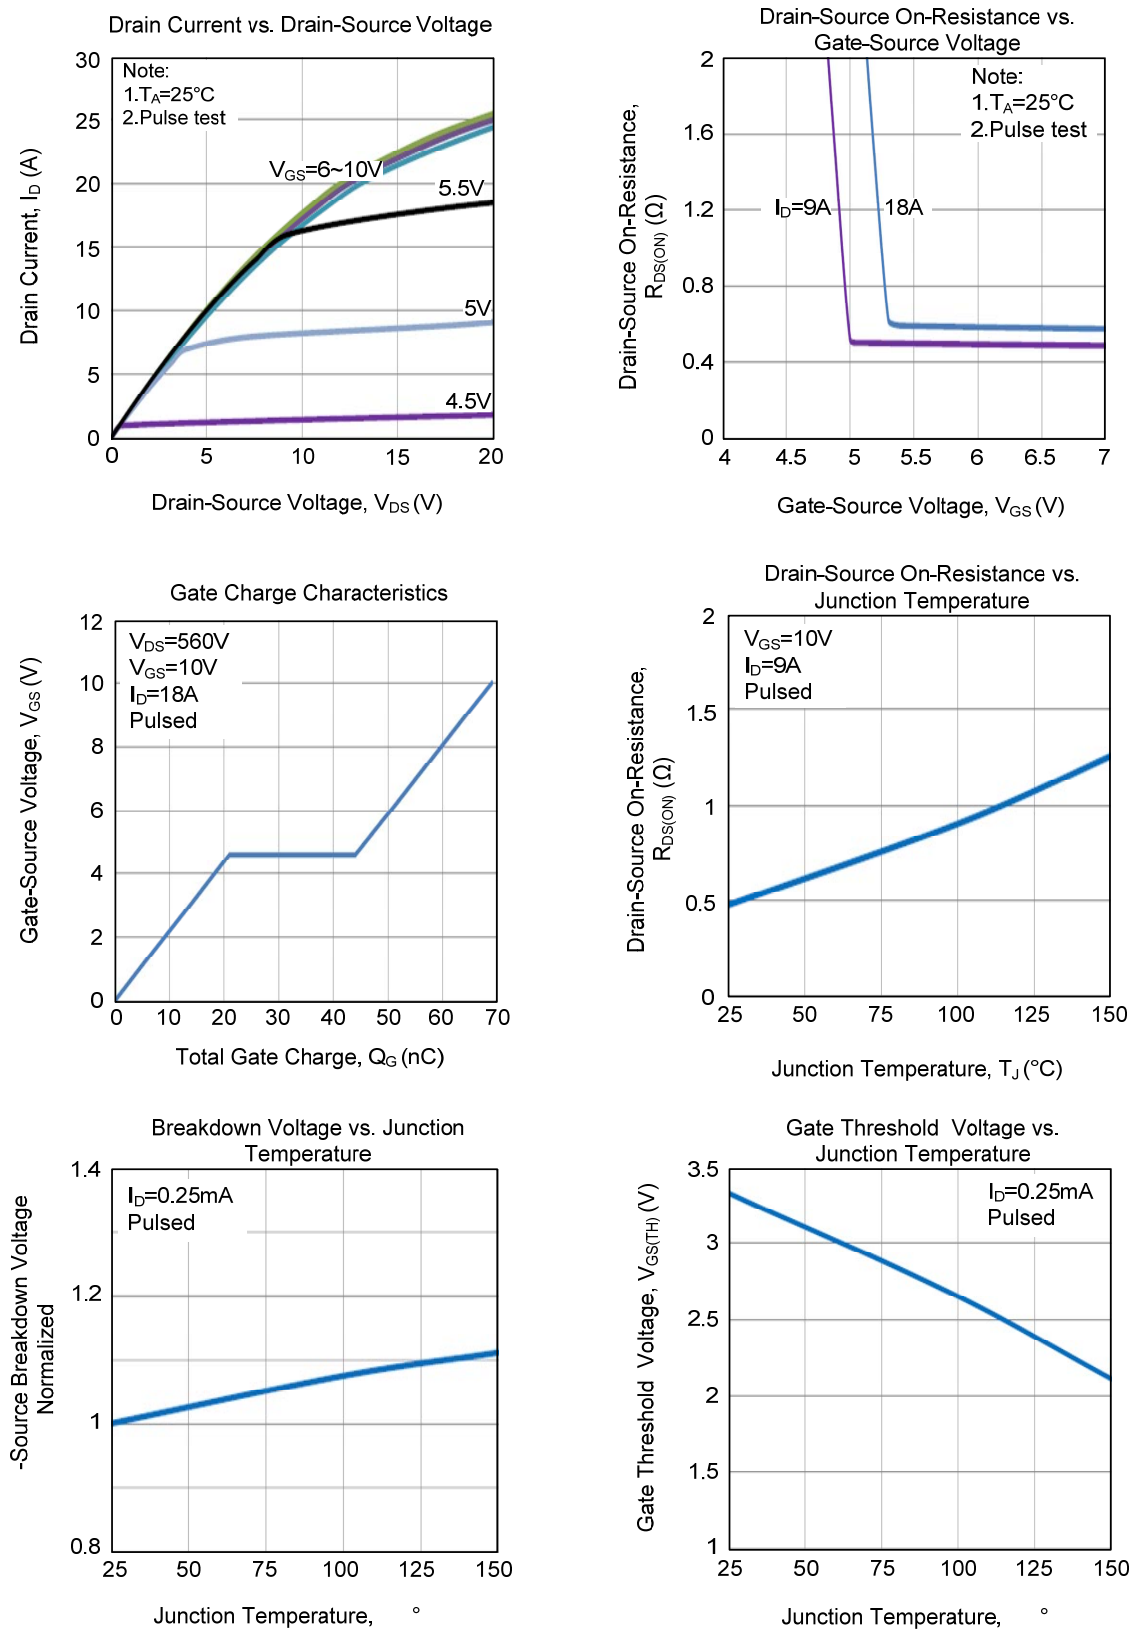 Drain Current vs. Drain-Source Voltage
30
25
20
15
10
5
0
Note:
1.TA=25°C
2.Pulse test
VGS=6~10V
5.5V
5V
4.5V
0 5 10 15 20
Drain Current, ID (A)
Drain-Source Voltage, VDS (V)
Drain-Source On-Resistance vs.
Gate-Source Voltage
2
1.6
1.2
0.8
0.4
0
Note:
1.TA=25°C
2.Pulse test
ID=9A
18A
4 4.5 5 5.5 6 6.5 7
Drain-Source On-Resistance,
RDS(ON) (Ω)
Gate-Source Voltage, VGS (V)
Gate Charge Characteristics
12
10
8
6
4
2
0
VDS=560V
VGS=10V
ID=18A
Pulsed
0 10 20 30 40 50 60 70
Gate-Source Voltage, VGS (V)
Total Gate Charge, QG (nC)
Drain-Source On-Resistance vs.
Junction Temperature
2
1.5
1
0.5
0
VGS=10V
ID=9A
Pulsed
25 50 75 100 125 150
Drain-Source On-Resistance,
RDS(ON) (Ω)
Junction Temperature, TJ (°C)
Breakdown Voltage vs. Junction
Temperature
1.4
1.2
1
0.8
ID=0.25mA
Pulsed
25 50 75 100 125 150
-Source Breakdown Voltage
Normalized
Junction Temperature, °
Gate Threshold Voltage vs.
Junction Temperature
3.5
3
2.5
2
1.5
1
ID=0.25mA
Pulsed
25 50 75 100 125 150
Gate Threshold Voltage, VGS(TH) (V)
Junction Temperature, °